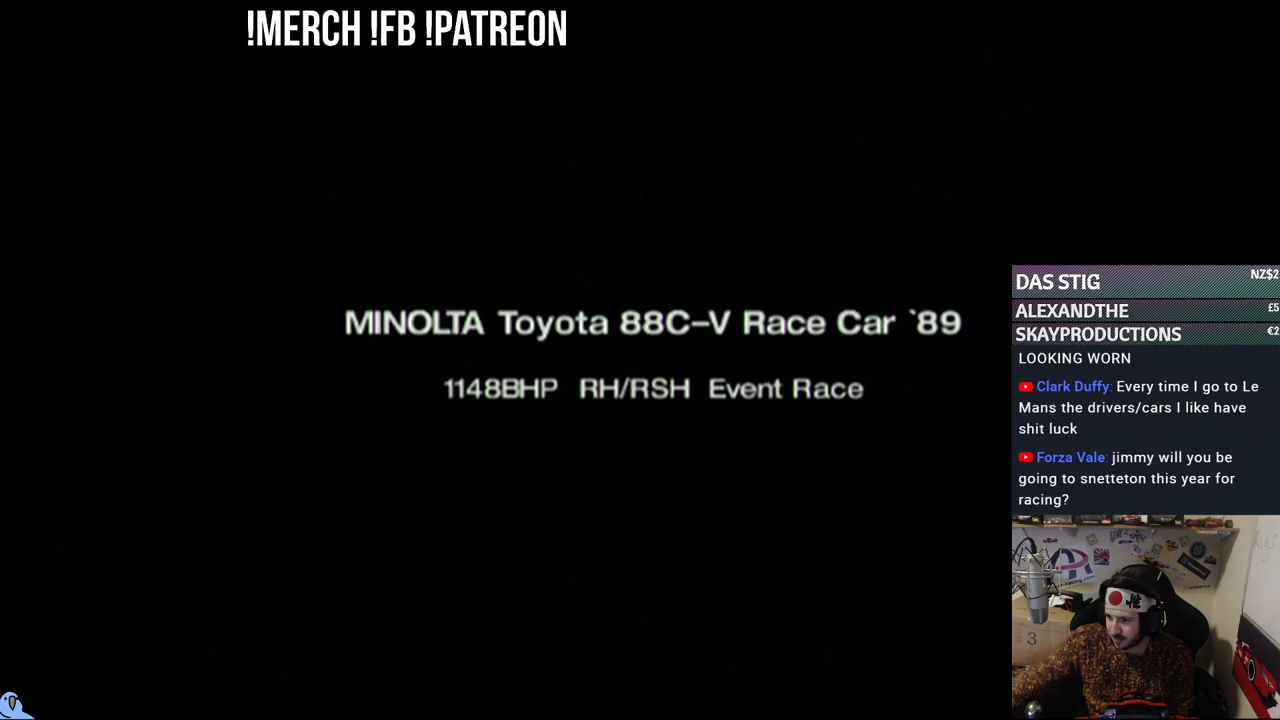 !MERCH !FB !PATREON
MINOLTA Toyota 88C-V Race Car `89
1148BHP RH/RSH Event Race
DAS STIG NZ$2
ALEXANDTHE £5
SKAYPRODUCTIONS €2
LOOKING WORN
Clark Duffy: Every time I go to Le
Mans the drivers/cars I like have
shit luck
Forza Vale: jimmy will you be
going to snetteton this year for
racing?
3